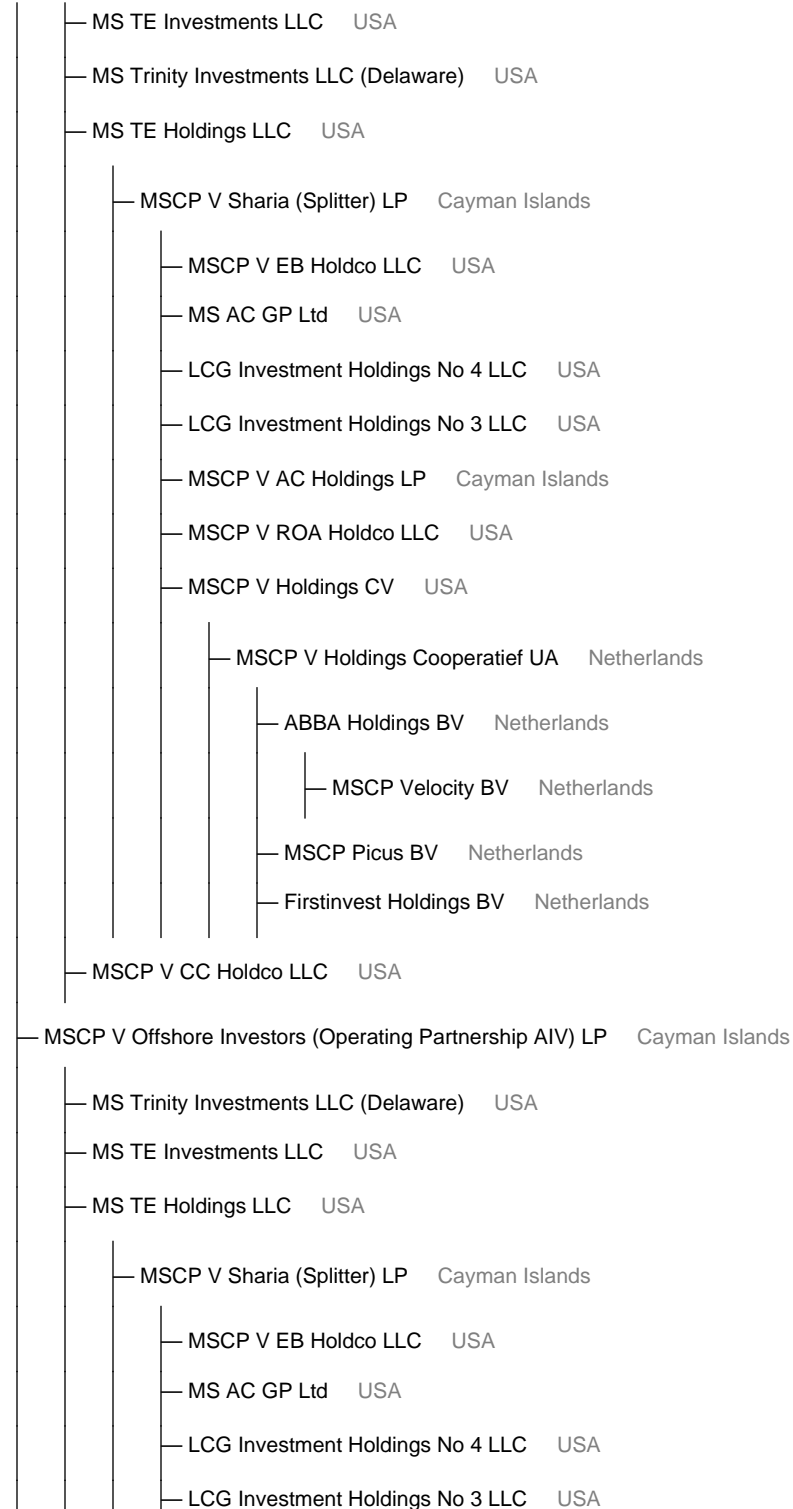 MS TE Investments LLC USA
MS Trinity Investments LLC (Delaware) USA
MS TE Holdings LLC USA
MSCP V Sharia (Splitter) LP Cayman Islands
MSCP V EB Holdco LLC USA
MS AC GP Ltd USA
LCG Investment Holdings No 4 LLC USA
LCG Investment Holdings No 3 LLC USA
MSCP V AC Holdings LP Cayman Islands
MSCP V ROA Holdco LLC USA
MSCP V Holdings CV USA
MSCP V Holdings Cooperatief UA Netherlands
ABBA Holdings BV Netherlands
MSCP Velocity BV Netherlands
MSCP Picus BV Netherlands
Firstinvest Holdings BV Netherlands
MSCP V CC Holdco LLC USA
MSCP V Offshore Investors (Operating Partnership AIV) LP Cayman Islands
MS Trinity Investments LLC (Delaware) USA
MS TE Investments LLC USA
MS TE Holdings LLC USA
MSCP V Sharia (Splitter) LP Cayman Islands
MSCP V EB Holdco LLC USA
MS AC GP Ltd USA
LCG Investment Holdings No 4 LLC USA
LCG Investment Holdings No 3 LLC USA